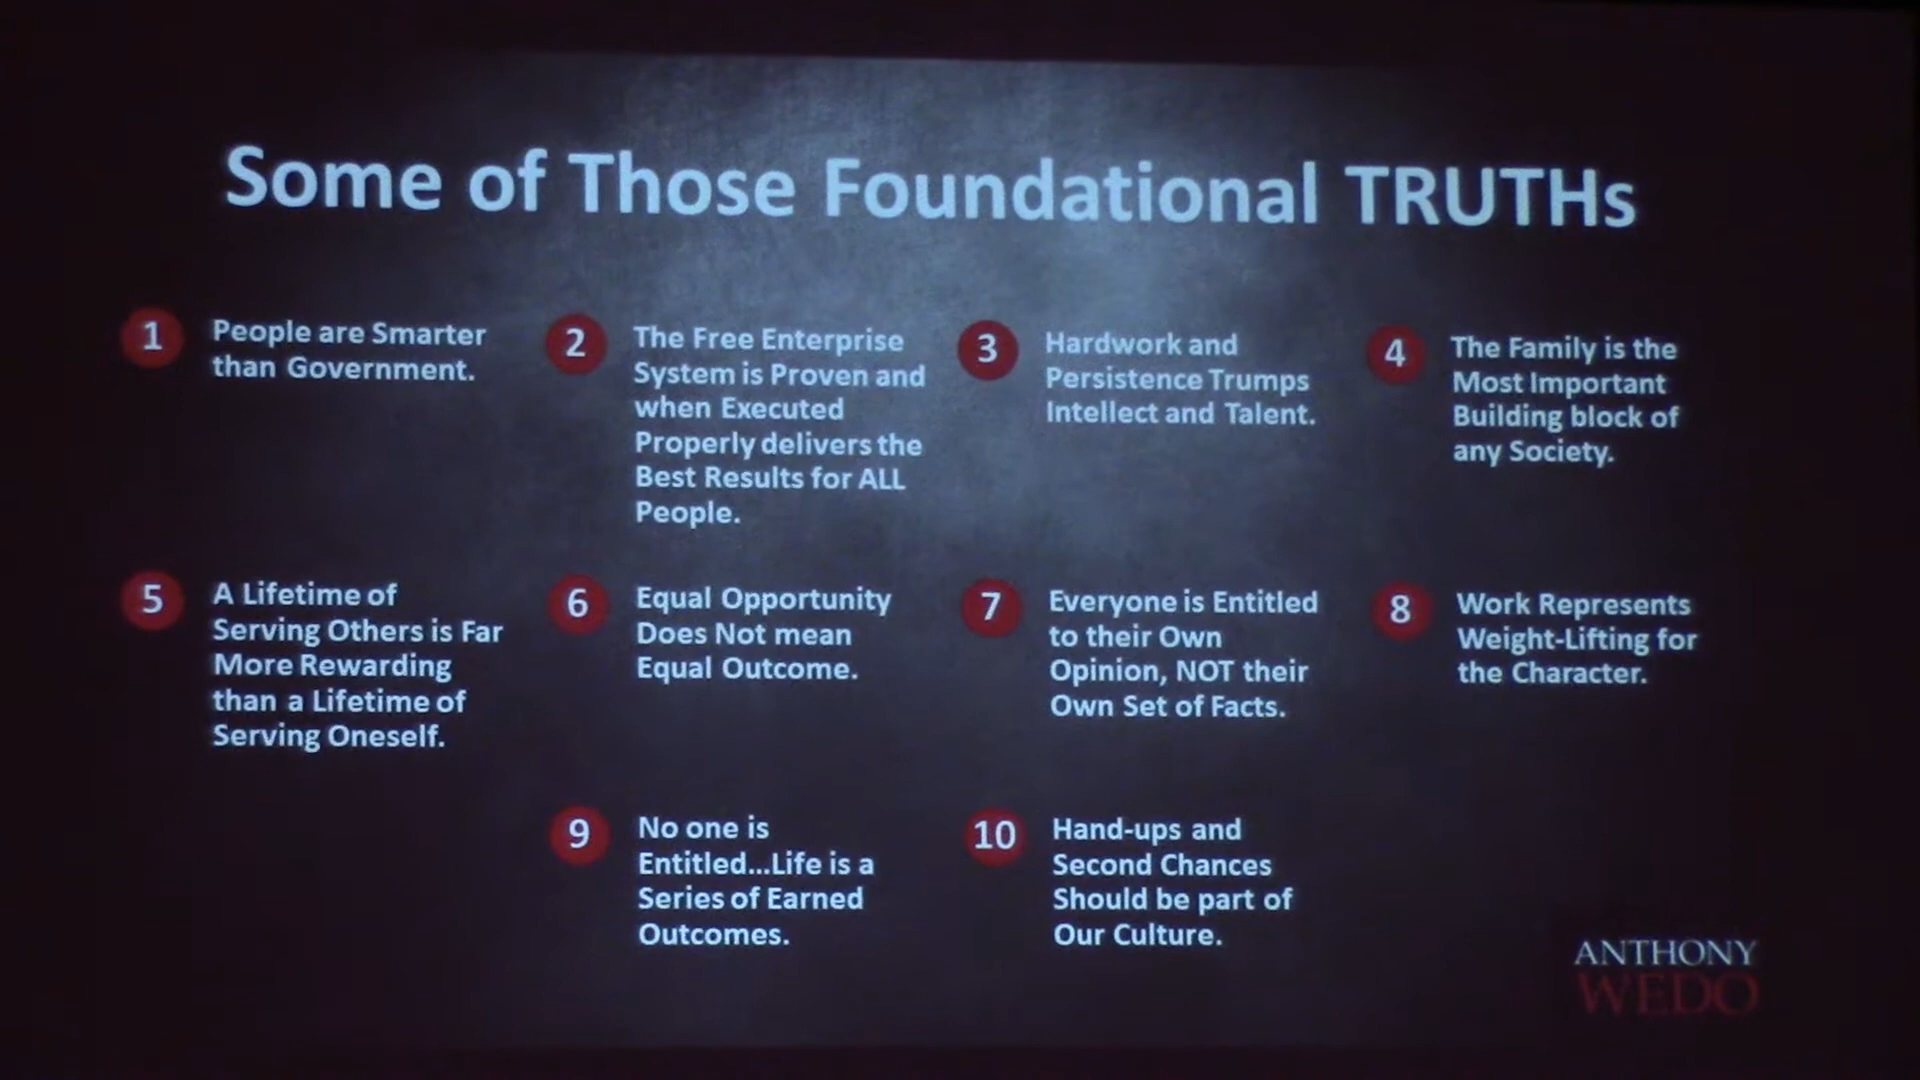 Some of Those Foundational TRUTHs
1
People are Smarter
than Government.
2
The Free Enterprise
System is Proven and
when Executed
Properly delivers the
Best Results for ALL
People.
3
Hardwork and
Persistence Trumps
Intellect and Talent.
4
The Family is the
Most Important
Building block of
any Society.
5
A Lifetime of
Serving Others is Far
More Rewarding
than a Lifetime of
Serving Oneself.
6
Equal Opportunity
Does Not mean
Equal Outcome.
7
Everyone is Entitled
to their Own
Opinion, NOT their
Own Set of Facts.
8
Work Represents
Weight-Lifting for
the Character.
9
No one is
Entitled...Life is a
Series of Earned
Outcomes.
10
Hand-ups and
Second Chances
Should be part of
Our Culture.
ANTHONY
WEDO